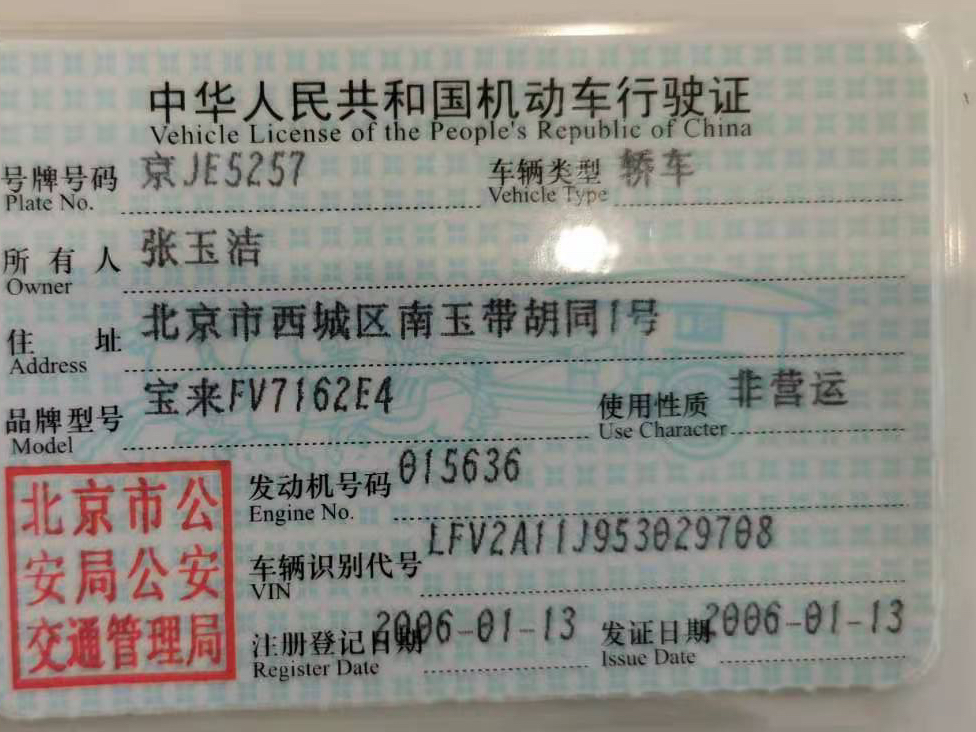 中华人民共和国机动车行驶证
Vehicle License of the People's Republic of China
号牌号码 京JE5257 车辆类型 轿车
Plate No. Vehicle Type
所有人 张玉洁
Owner
住址 北京市西城区南玉带胡同1号
Address
品牌型号 宝来FV7162E4 使用性质 非营运
Model Use Character
发动机号码 015636
Engine No.
车辆识别代号 LFV2A11J953029708
VIN
注册登记日期 2006-01-13 发证日期 2006-01-13
Register Date Issue Date
北京市公
安局公安
交通管理局